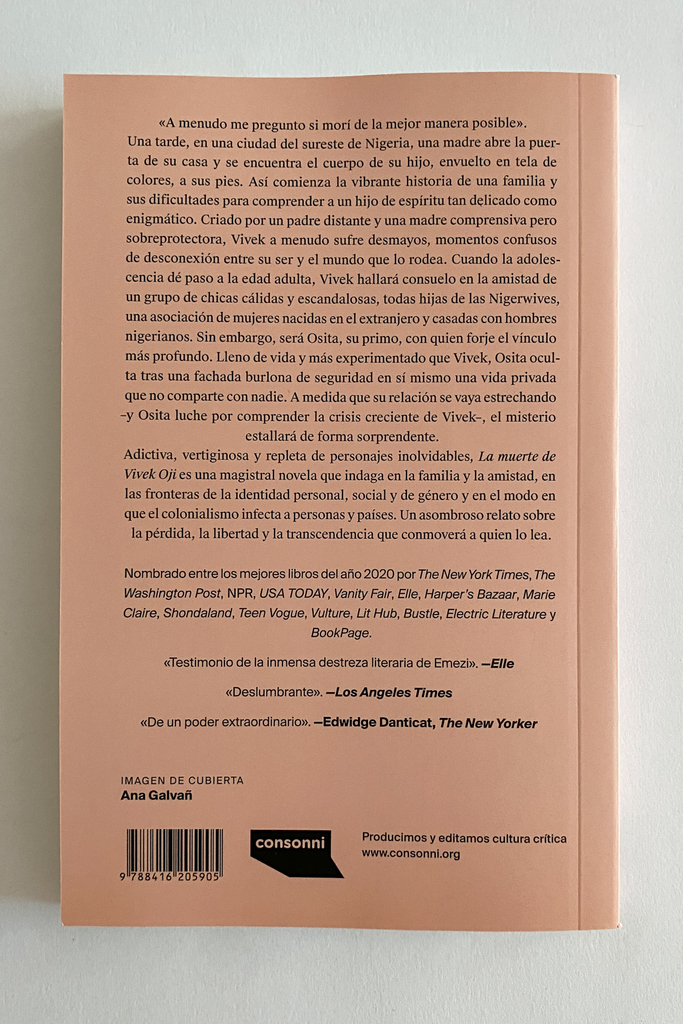 «A menudo me pregunto si morí de la mejor manera posible».
Una tarde, en una ciudad del sureste de Nigeria, una madre abre la puer-
ta de su casa y se encuentra el cuerpo de su hijo, envuelto en tela de
colores, a sus pies. Así comienza la vibrante historia de una familia y
sus dificultades para comprender a un hijo de espíritu tan delicado como
enigmático. Criado por un padre distante y una madre comprensiva pero
sobreprotectora, Vivek a menudo sufre desmayos, momentos confusos
de desconexión entre su ser y el mundo que lo rodea. Cuando la adoles-
cencia dé paso a la edad adulta, Vivek hallará consuelo en la amistad de
un grupo de chicas cálidas y escandalosas, todas hijas de las Nigerwives,
una asociación de mujeres nacidas en el extranjero y casadas con hombres
nigerianos. Sin embargo, será Osita, su primo, con quien forje el vínculo
más profundo. Lleno de vida y más experimentado que Vivek, Osita ocul-
ta tras una fachada burlona de seguridad en sí mismo una vida privada
que no comparte con nadie. A medida que su relación se vaya estrechando
–y Osita luche por comprender la crisis creciente de Vivek–, el misterio
estallará de forma sorprendente.
Adictiva, vertiginosa y repleta de personajes inolvidables, La muerte de
Vivek Oji es una magistral novela que indaga en la familia y la amistad, en
las fronteras de la identidad personal, social y de género y en el modo en
que el colonialismo infecta a personas y países. Un asombroso relato sobre
la pérdida, la libertad y la transcendencia que conmoverá a quien lo lea.
Nombrado entre los mejores libros del año 2020 por The New York Times, The
Washington Post, NPR, USA TODAY, Vanity Fair, Elle, Harper's Bazaar, Marie
Claire, Shondaland, Teen Vogue, Vulture, Lit Hub, Bustle, Electric Literature y
BookPage.
«Testimonio de la inmensa destreza literaria de Emezi». —Elle
«Deslumbrante». —Los Angeles Times
«De un poder extraordinario». —Edwidge Danticat, The New Yorker
IMAGEN DE CUBIERTA
Ana Galvañ
9 788416 205905
consonni
Producimos y editamos cultura crítica
www.consonni.org